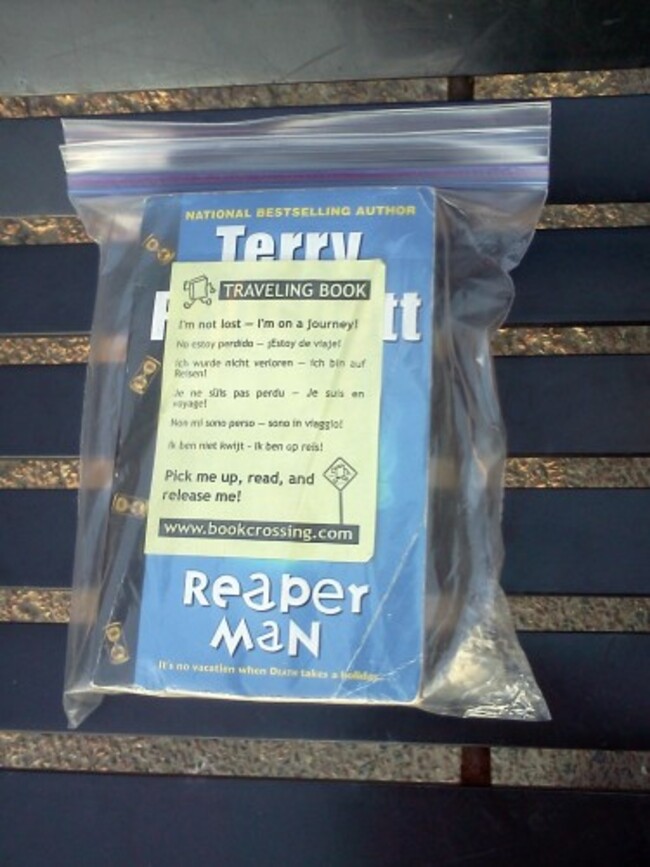 NATIONAL BESTSELLING AUTHOR
Terry
P tt
TRAVELING BOOK
I'm not lost — I'm on a journey!
No estoy perdido — ¡Estoy de viaje!
Ich wurde nicht verloren — ich bin auf
Reisen!
Je ne süis pas perdu — Je suis en
voyage!
Non mi sono perso — sono in viaggio!
Ik ben niet kwijt - ik ben op reis!
Pick me up, read, and
release me!
www.bookcrossing.com
Reaper
Man
It's no vacation when Death takes a holiday.